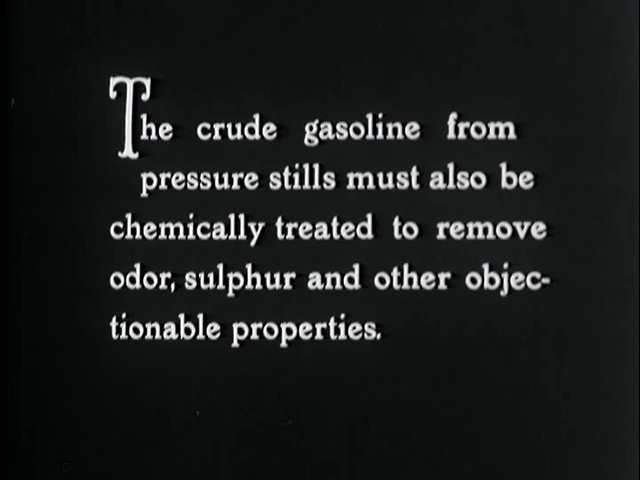 The crude gasoline from
pressure stills must also be
chemically treated to remove
odor, sulphur and other objec-
tionable properties.